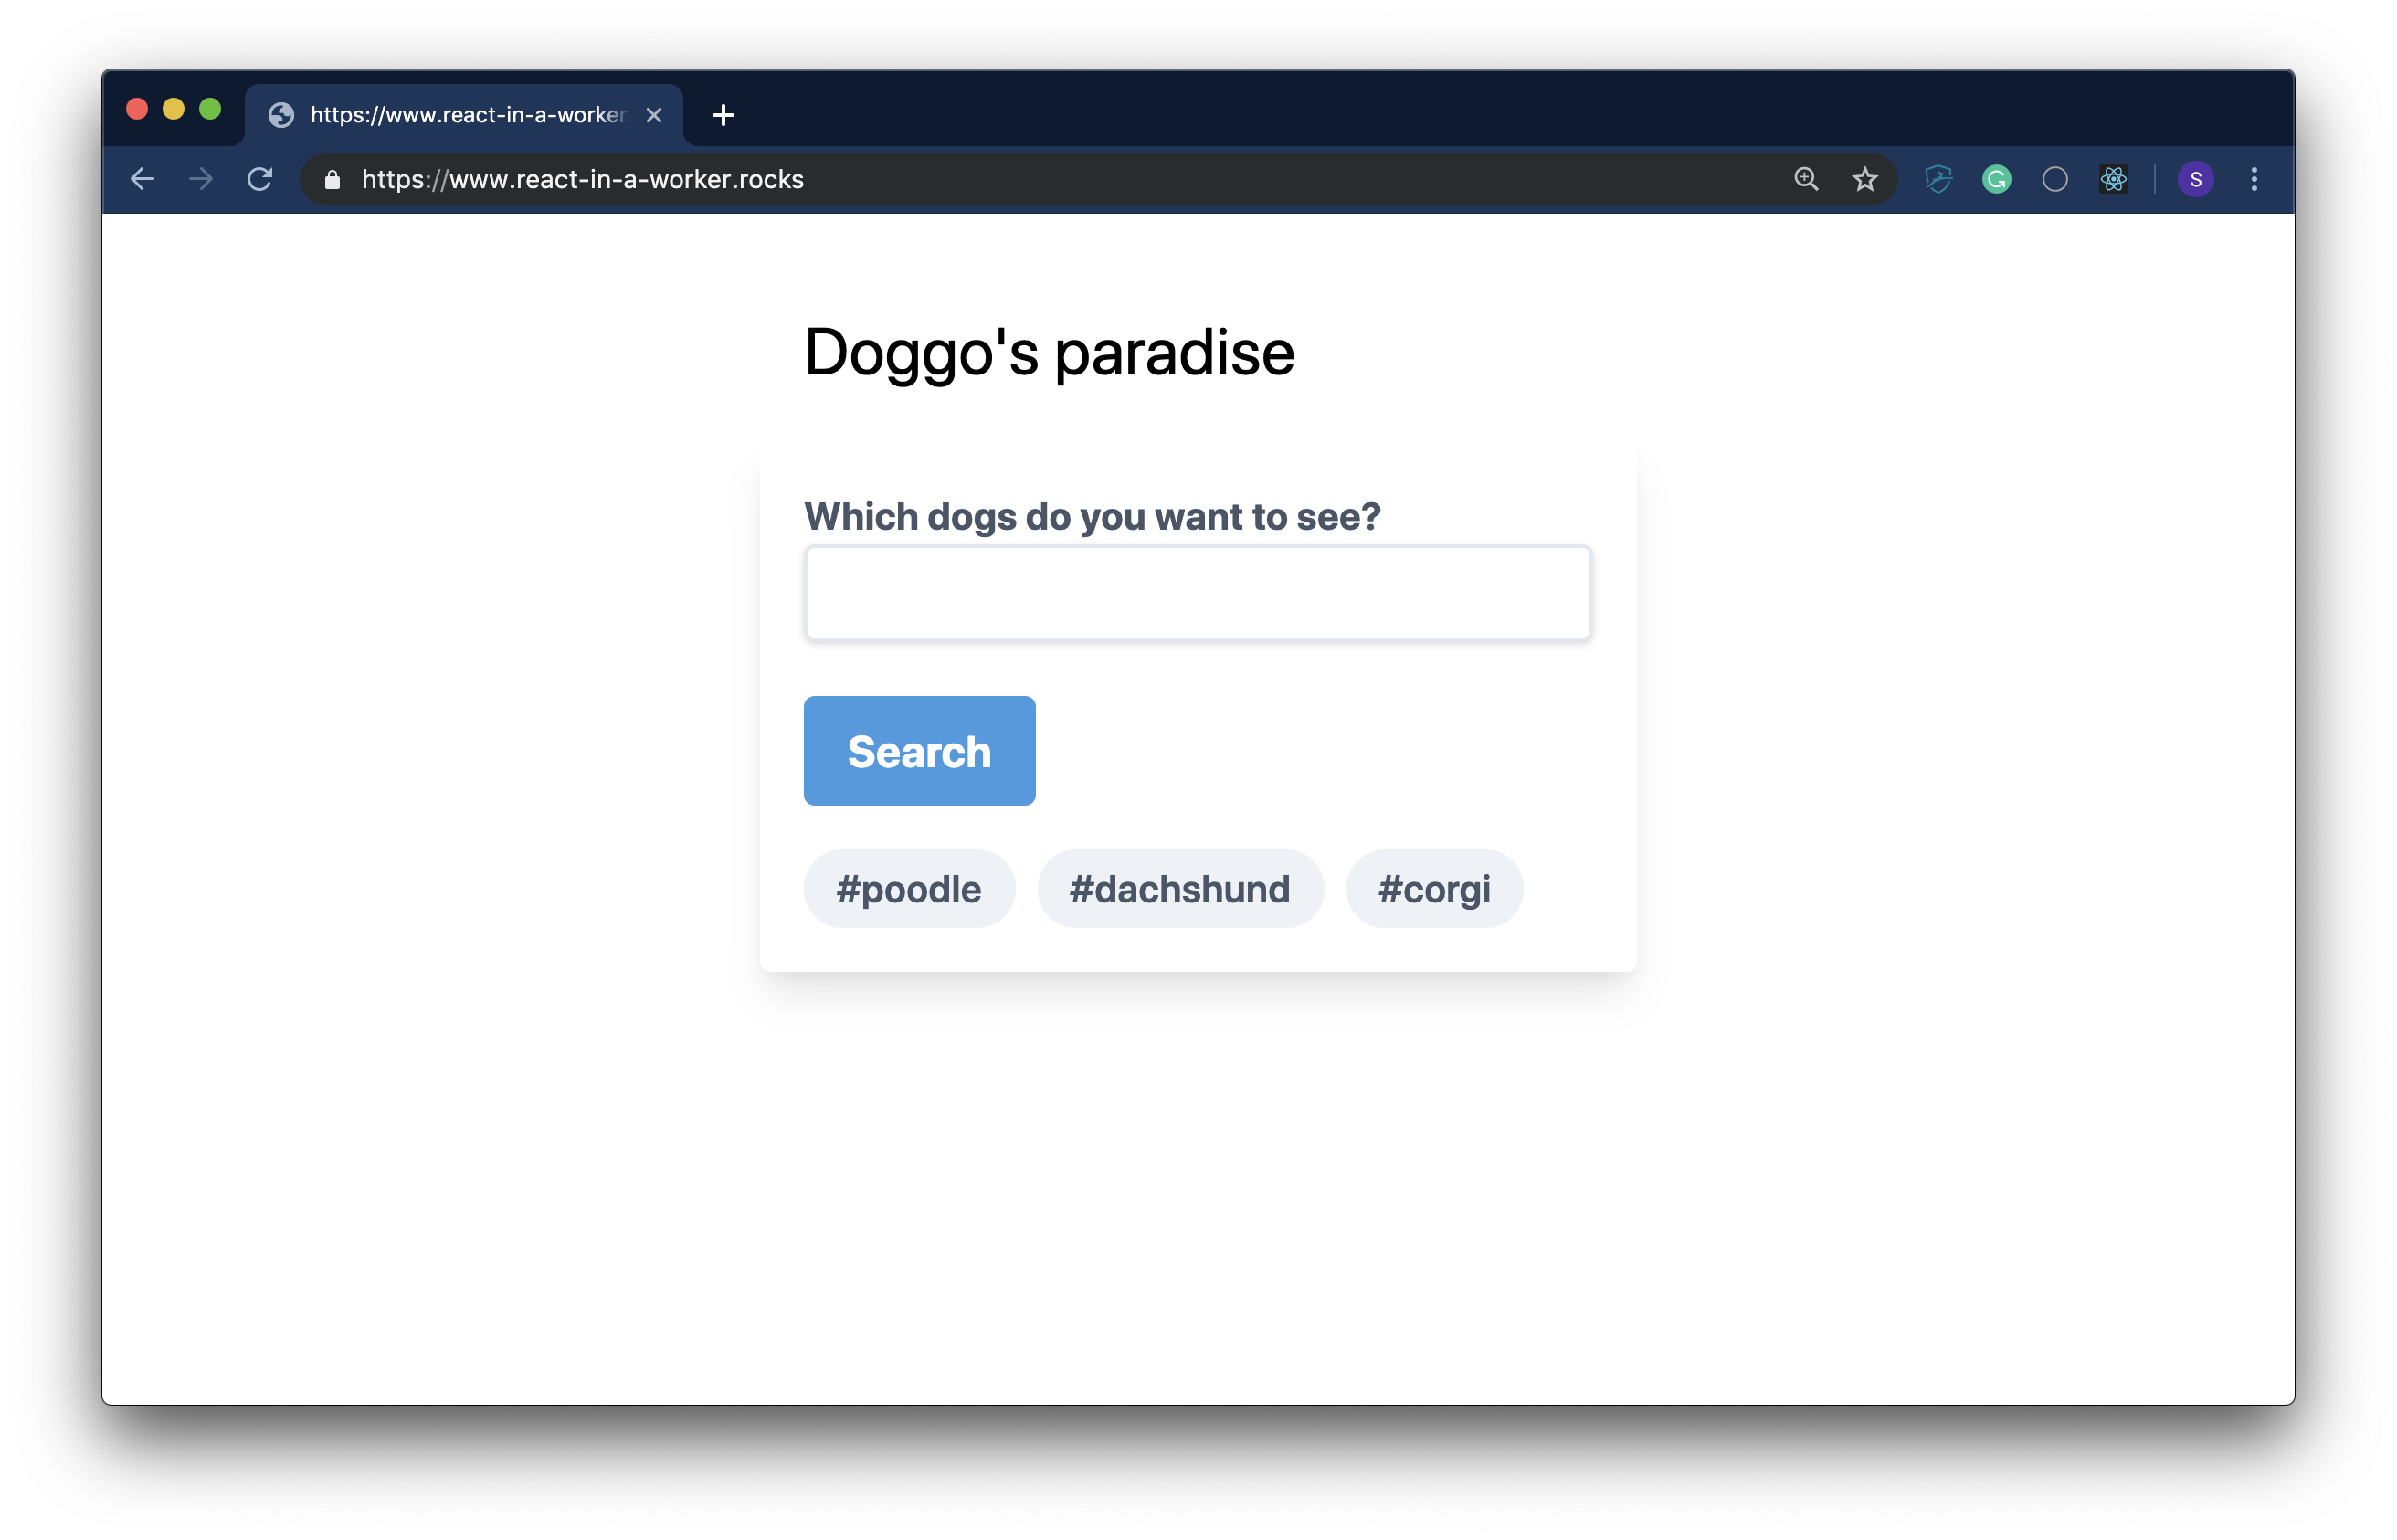 https://www.react-in-a-worker
https://www.react-in-a-worker.rocks
S
Doggo's paradise
Which dogs do you want to see?
Search
#poodle #dachshund #corgi